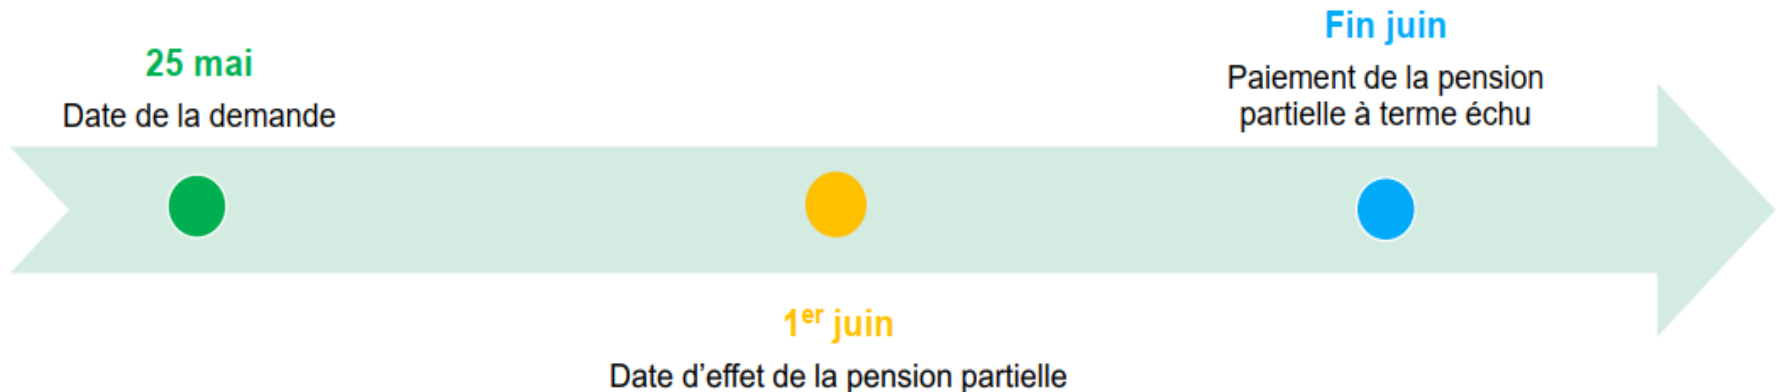 25 mai
Date de la demande
1er juin
Date d’effet de la pension partielle
Fin juin
Paiement de la pension
partielle à terme échu